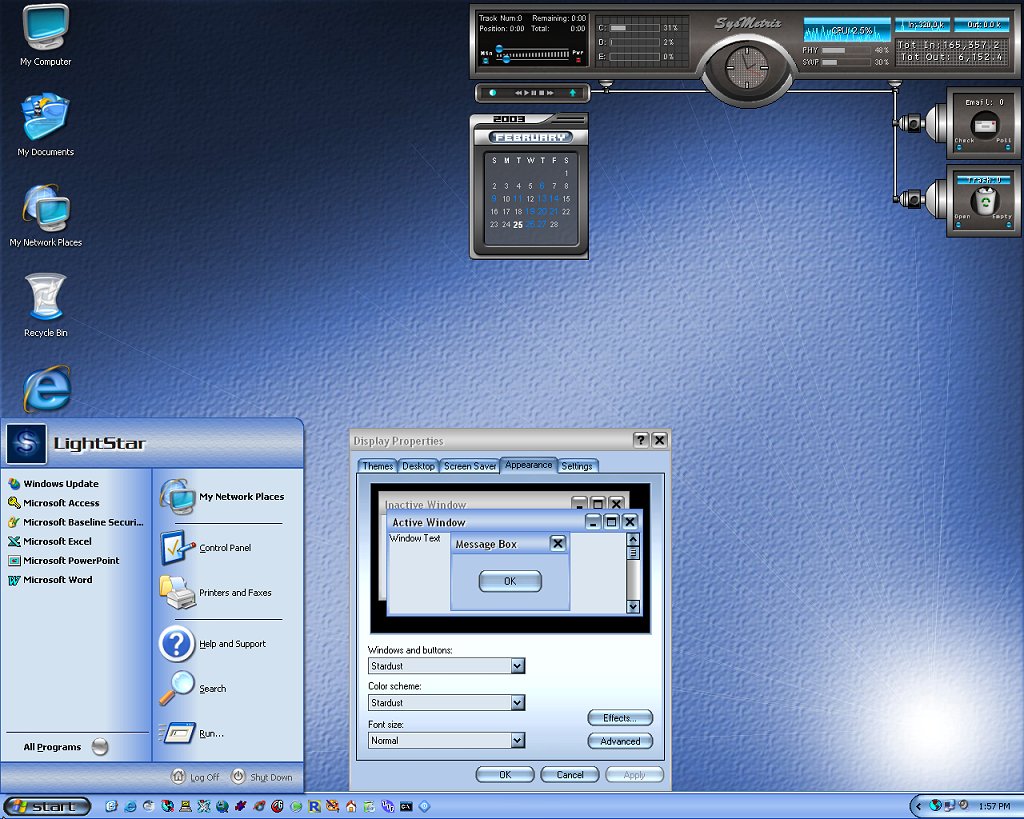 My Computer
My Documents
My Network Places
Recycle Bin
Track Num:0 Remaining: 0:00
Position: 0:00 Total: 0:00
Min Pwr
C: 31%
D: 2%
E: 0%
SysMetrix
CPU 2.5%
PHY 48%
SWP 30%
Tot In:165,357.2
Tot Out: 6,152.4
Email: 0
Check Poll
Trash: 0
Open Empty
2003
FEBRUARY
S M T W T F S
1
2 3 4 5 6 7 8
9 10 11 12 13 14 15
16 17 18 19 20 21 22
23 24 25 26 27 28
LightStar
Windows Update
Microsoft Access
Microsoft Baseline Securi...
Microsoft Excel
Microsoft PowerPoint
Microsoft Word
All Programs
My Network Places
Control Panel
Printers and Faxes
Help and Support
Search
Run...
Log Off Shut Down
Display Properties
Themes Desktop Screen Saver Appearance Settings
Inactive Window
Active Window
Window Text
Message Box
OK
Windows and buttons:
Stardust
Color scheme:
Stardust
Font size:
Normal
Effects...
Advanced
OK Cancel Apply
start
1:57 PM